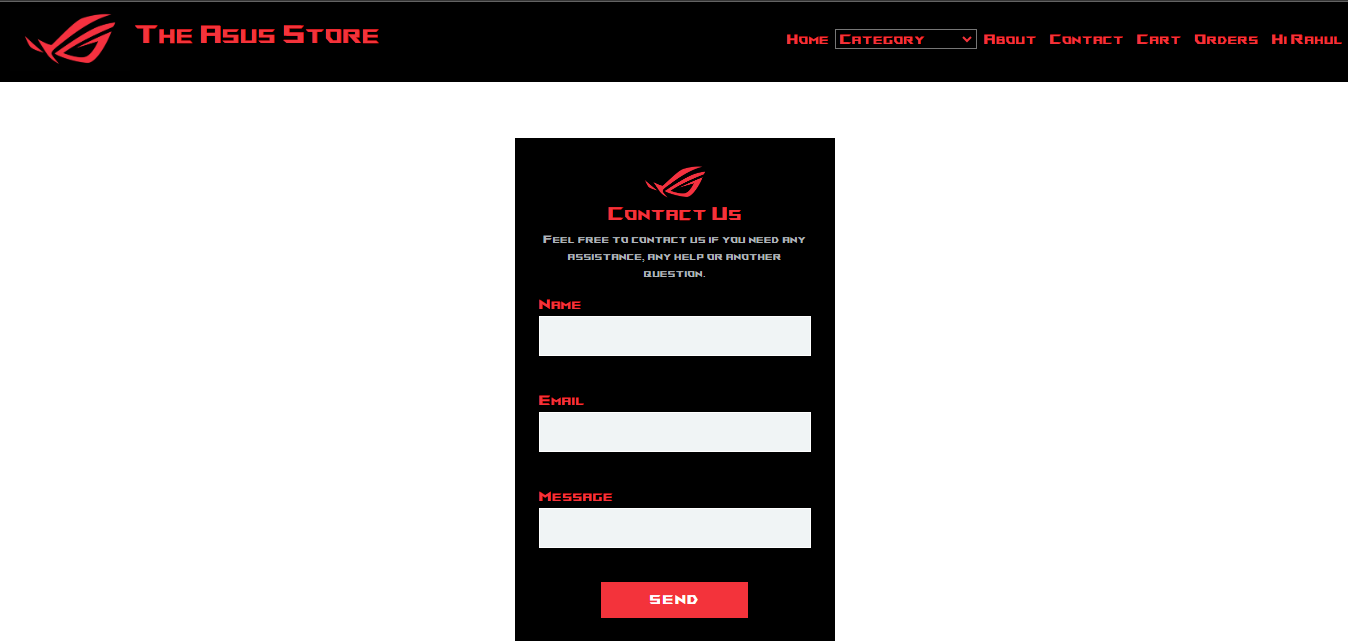 The Asus Store
Home Category About Contact Cart Orders Hi Rahul
Contact Us
Feel free to contact us if you need any
assistance, any help or another
question.
Name
Email
Message
SEND